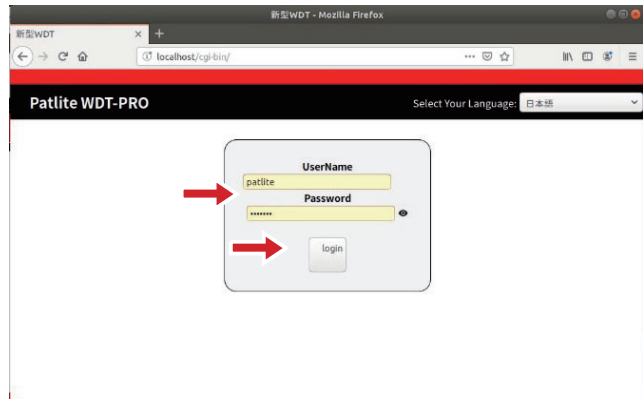 新型WDT - Mozilla Firefox
新型WDT
localhost/cgi-bin/
Patlite WDT-PRO
Select Your Language: 日本語
UserName
patlite
Password
•••••••
login